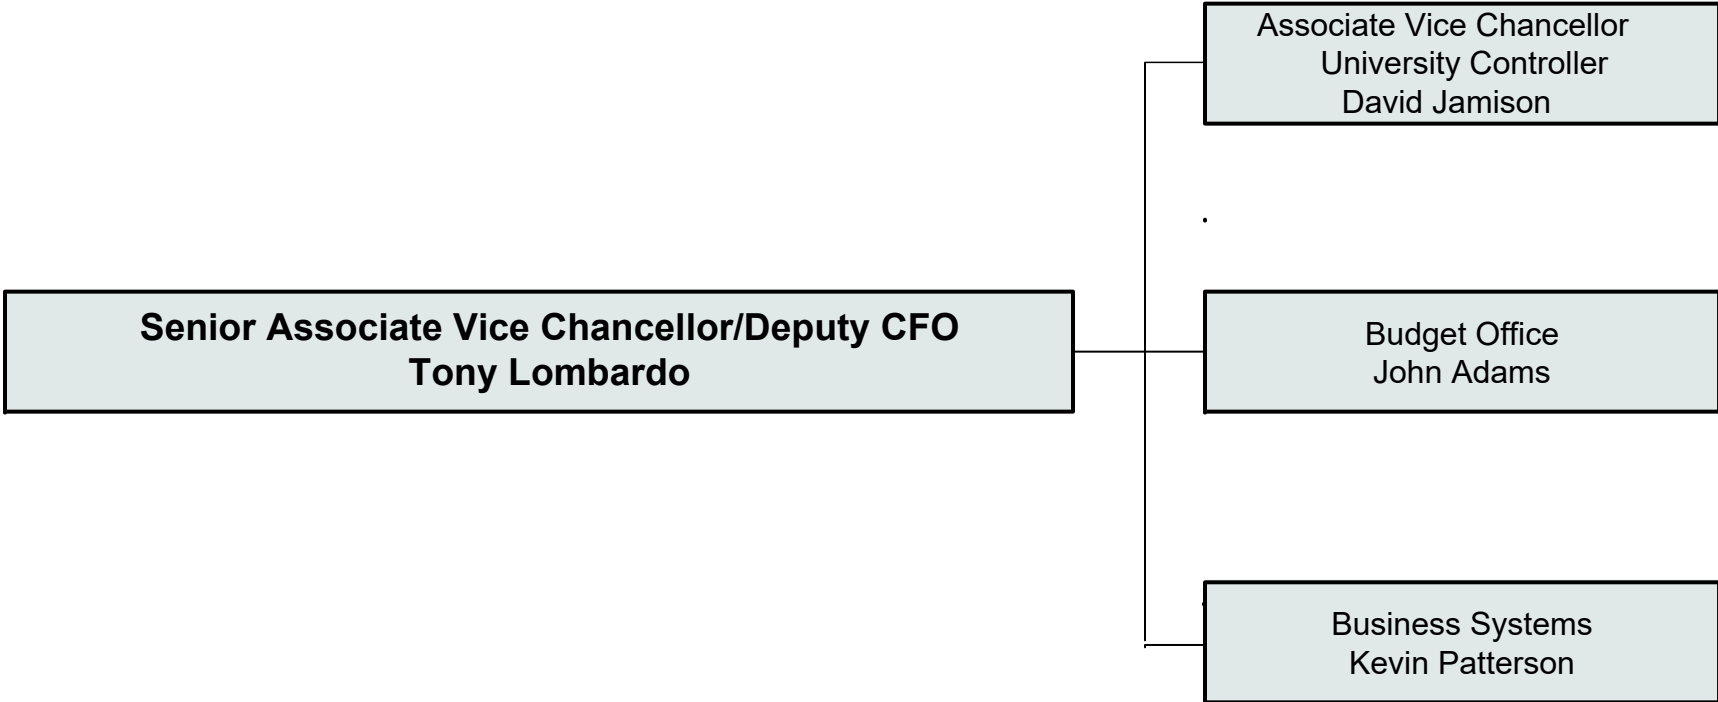 Associate Vice Chancellor
University Controller
David Jamison
Senior Associate Vice Chancellor/Deputy CFO
Tony Lombardo
Budget Office
John Adams
Business Systems
Kevin Patterson